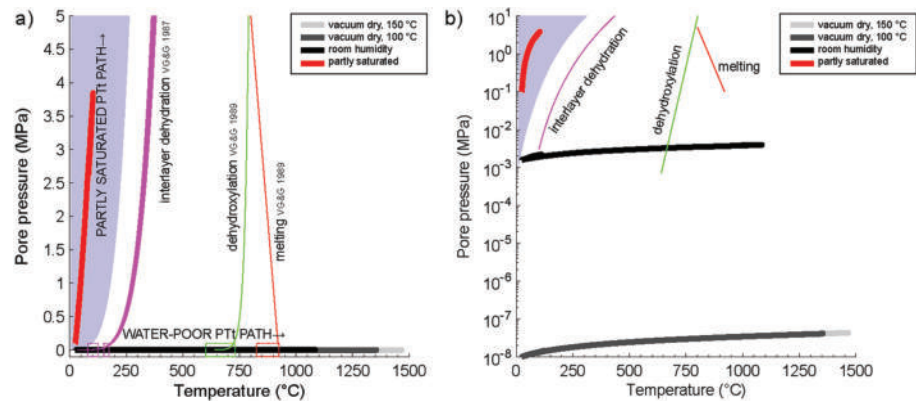 a)
Pore pressure (MPa)
5
4.5
4
3.5
3
2.5
2
1.5
1
0.5
0
PARTLY SATURATED PTt PATH→
interlayer dehydration VG&G 1987
dehydroxylation VG&G 1989
melting VG&G 1989
vacuum dry, 150 °C
vacuum dry, 100 °C
room humidity
partly saturated
WATER-POOR PTt PATH→
0 250 500 750 1000 1250 1500
Temperature (°C)
b)
Pore pressure (MPa)
10¹
10⁰
10⁻¹
10⁻²
10⁻³
10⁻⁴
10⁻⁵
10⁻⁶
10⁻⁷
10⁻⁸
interlayer dehydration
dehydroxylation
melting
vacuum dry, 150 °C
vacuum dry, 100 °C
room humidity
partly saturated
0 250 500 750 1000 1250 1500
Temperature (°C)